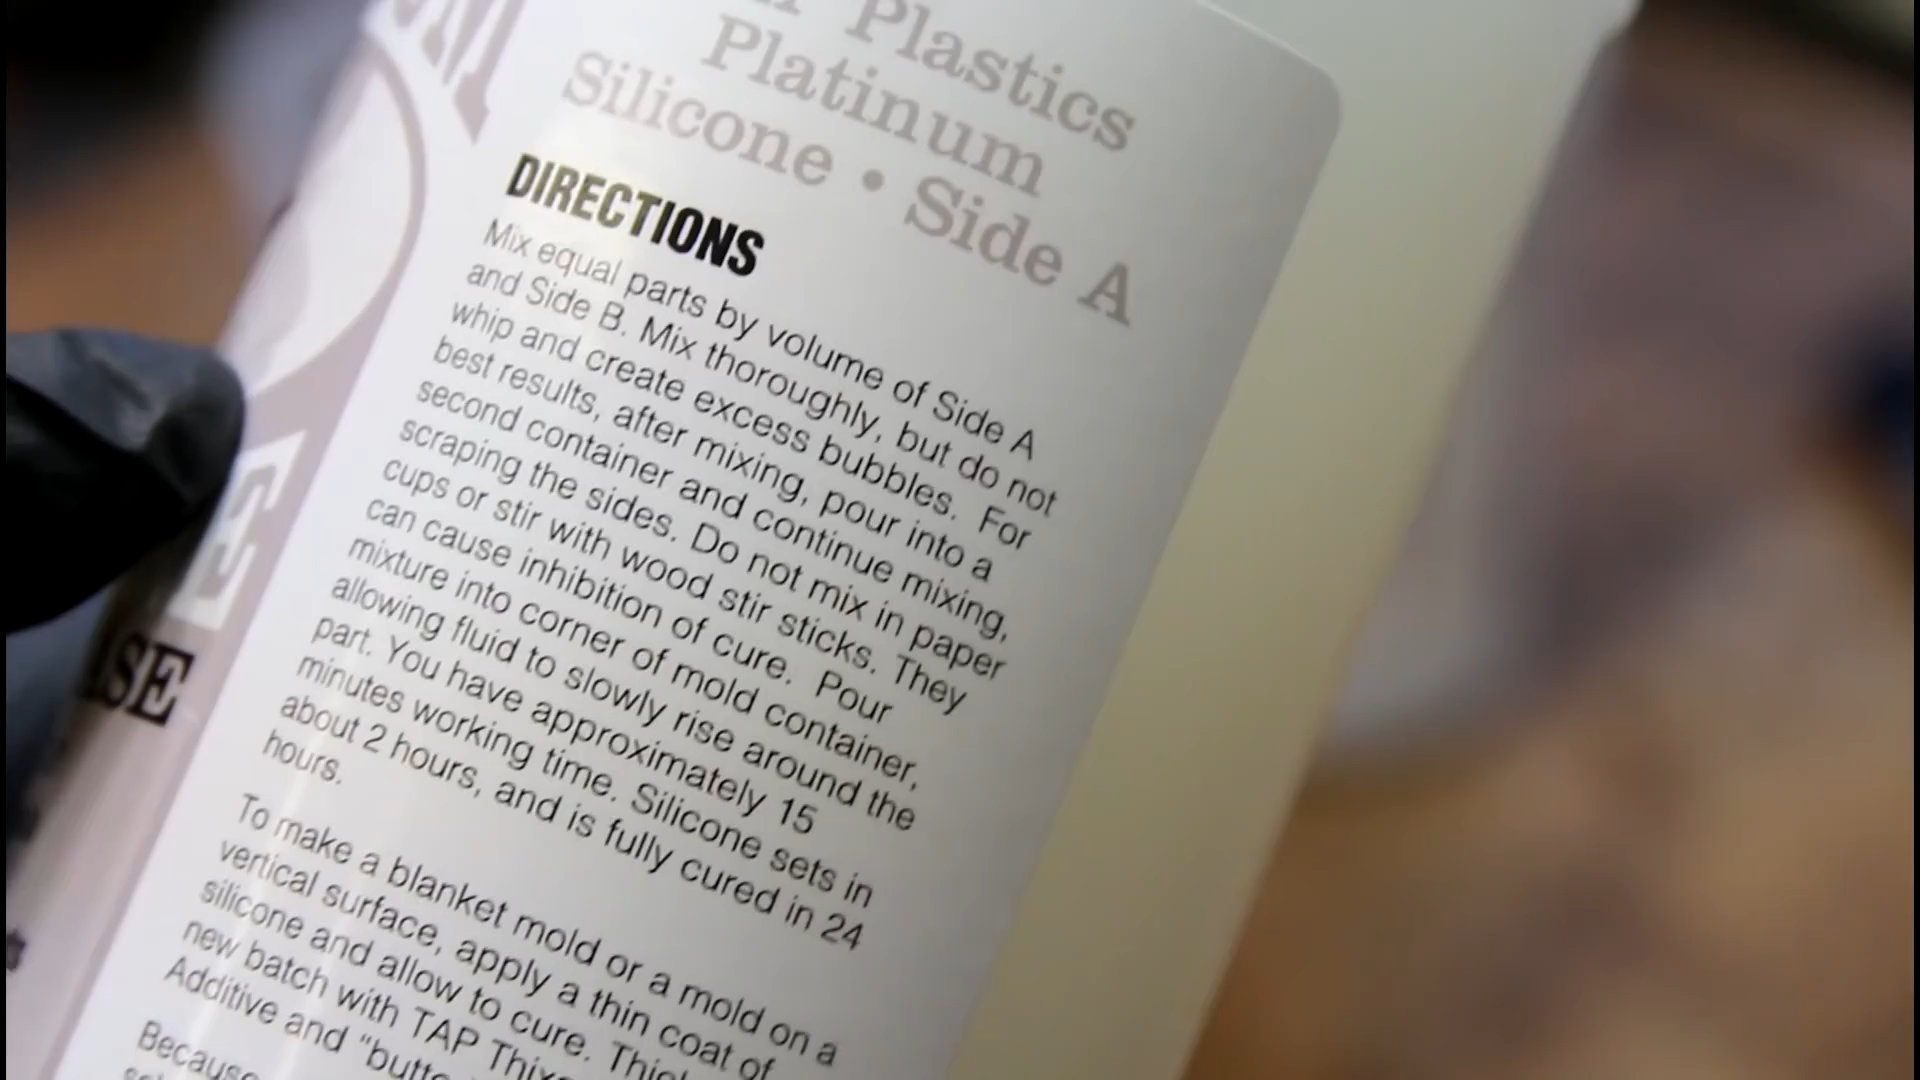 Plastics
Platinum
Silicone • Side A
DIRECTIONS
Mix equal parts by volume of Side A
and Side B. Mix thoroughly, but do not
whip and create excess bubbles. For
best results, after mixing, pour into a
second container and continue mixing,
scraping the sides. Do not mix in paper
cups or stir with wood stir sticks. They
can cause inhibition of cure. Pour
mixture into corner of mold container,
allowing fluid to slowly rise around the
part. You have approximately 15
minutes working time. Silicone sets in
about 2 hours, and is fully cured in 24
hours.
To make a blanket mold or a mold on a
vertical surface, apply a thin coat of
silicone and allow to cure.
new batch with TAP
Additive and